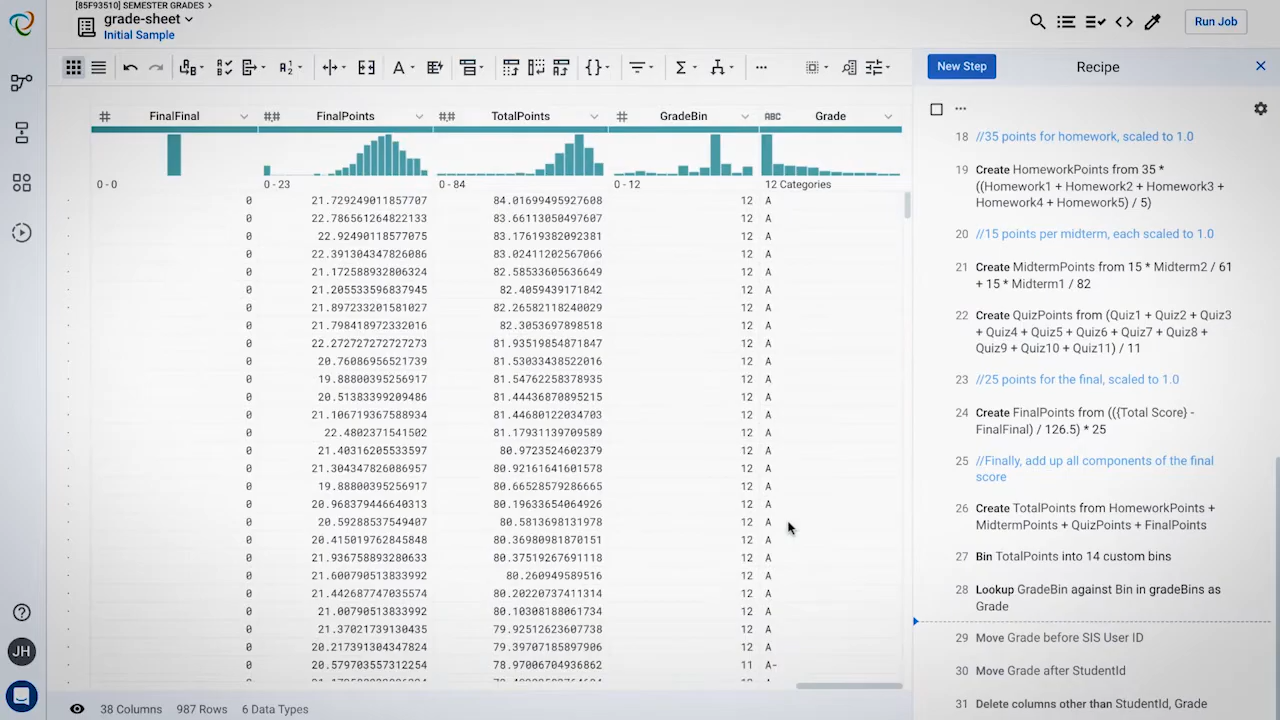 [85F93510] SEMESTER GRADES >
grade-sheet
Initial Sample
Run Job
New Step
Recipe
# FinalFinal
#.# FinalPoints
#.# TotalPoints
# GradeBin
ABC Grade
0 - 0
0 - 23
0 - 84
0 - 12
12 Categories
0 21.729249011857707 84.01699495927608 12 A
0 22.786561264822133 83.66113050497607 12 A
0 22.92490118577075 83.17619382092381 12 A
0 22.391304347826086 83.02411202567066 12 A
0 21.172588932806324 82.58533605636649 12 A
0 21.205533596837945 82.4059439171842 12 A
0 21.897233201581027 82.26582118240029 12 A
0 21.798418972332016 82.3053697898518 12 A
0 22.272727272727273 81.93519854871847 12 A
0 20.76086956521739 81.53033438522016 12 A
0 19.88800395256917 81.54762258378935 12 A
0 20.51383399209486 81.44436870895215 12 A
0 21.106719367588934 81.44680122034703 12 A
0 22.4802371541502 81.17931139709589 12 A
0 21.40316205533597 80.9723524602379 12 A
0 21.304347826086957 80.92161641601578 12 A
0 19.88800395256917 80.66528579286665 12 A
0 20.968379446640313 80.19633654064926 12 A
0 20.59288537549407 80.5813698131978 12 A
0 20.415019762845848 80.36980981870151 12 A
0 21.936758893280633 80.37519267691118 12 A
0 21.600790513833992 80.260949589516 12 A
0 21.442687747035574 80.20220737411314 12 A
0 21.00790513833992 80.10308188061734 12 A
0 21.37021739130435 79.92512623607738 12 A
0 20.217391304347824 79.39707185897906 12 A
0 20.579703557312254 78.97006704936862 11 A-
18 //35 points for homework, scaled to 1.0
19 Create HomeworkPoints from 35 *
((Homework1 + Homework2 + Homework3 +
Homework4 + Homework5) / 5)
20 //15 points per midterm, each scaled to 1.0
21 Create MidtermPoints from 15 * Midterm2 / 61
+ 15 * Midterm1 / 82
22 Create QuizPoints from (Quiz1 + Quiz2 + Quiz3
+ Quiz4 + Quiz5 + Quiz6 + Quiz7 + Quiz8 +
Quiz9 + Quiz10 + Quiz11) / 11
23 //25 points for the final, scaled to 1.0
24 Create FinalPoints from (({Total Score} -
FinalFinal) / 126.5) * 25
25 //Finally, add up all components of the final
score
26 Create TotalPoints from HomeworkPoints +
MidtermPoints + QuizPoints + FinalPoints
27 Bin TotalPoints into 14 custom bins
28 Lookup GradeBin against Bin in gradeBins as
Grade
29 Move Grade before SIS User ID
30 Move Grade after StudentId
31 Delete columns other than StudentId, Grade
JH
38 Columns 987 Rows 6 Data Types